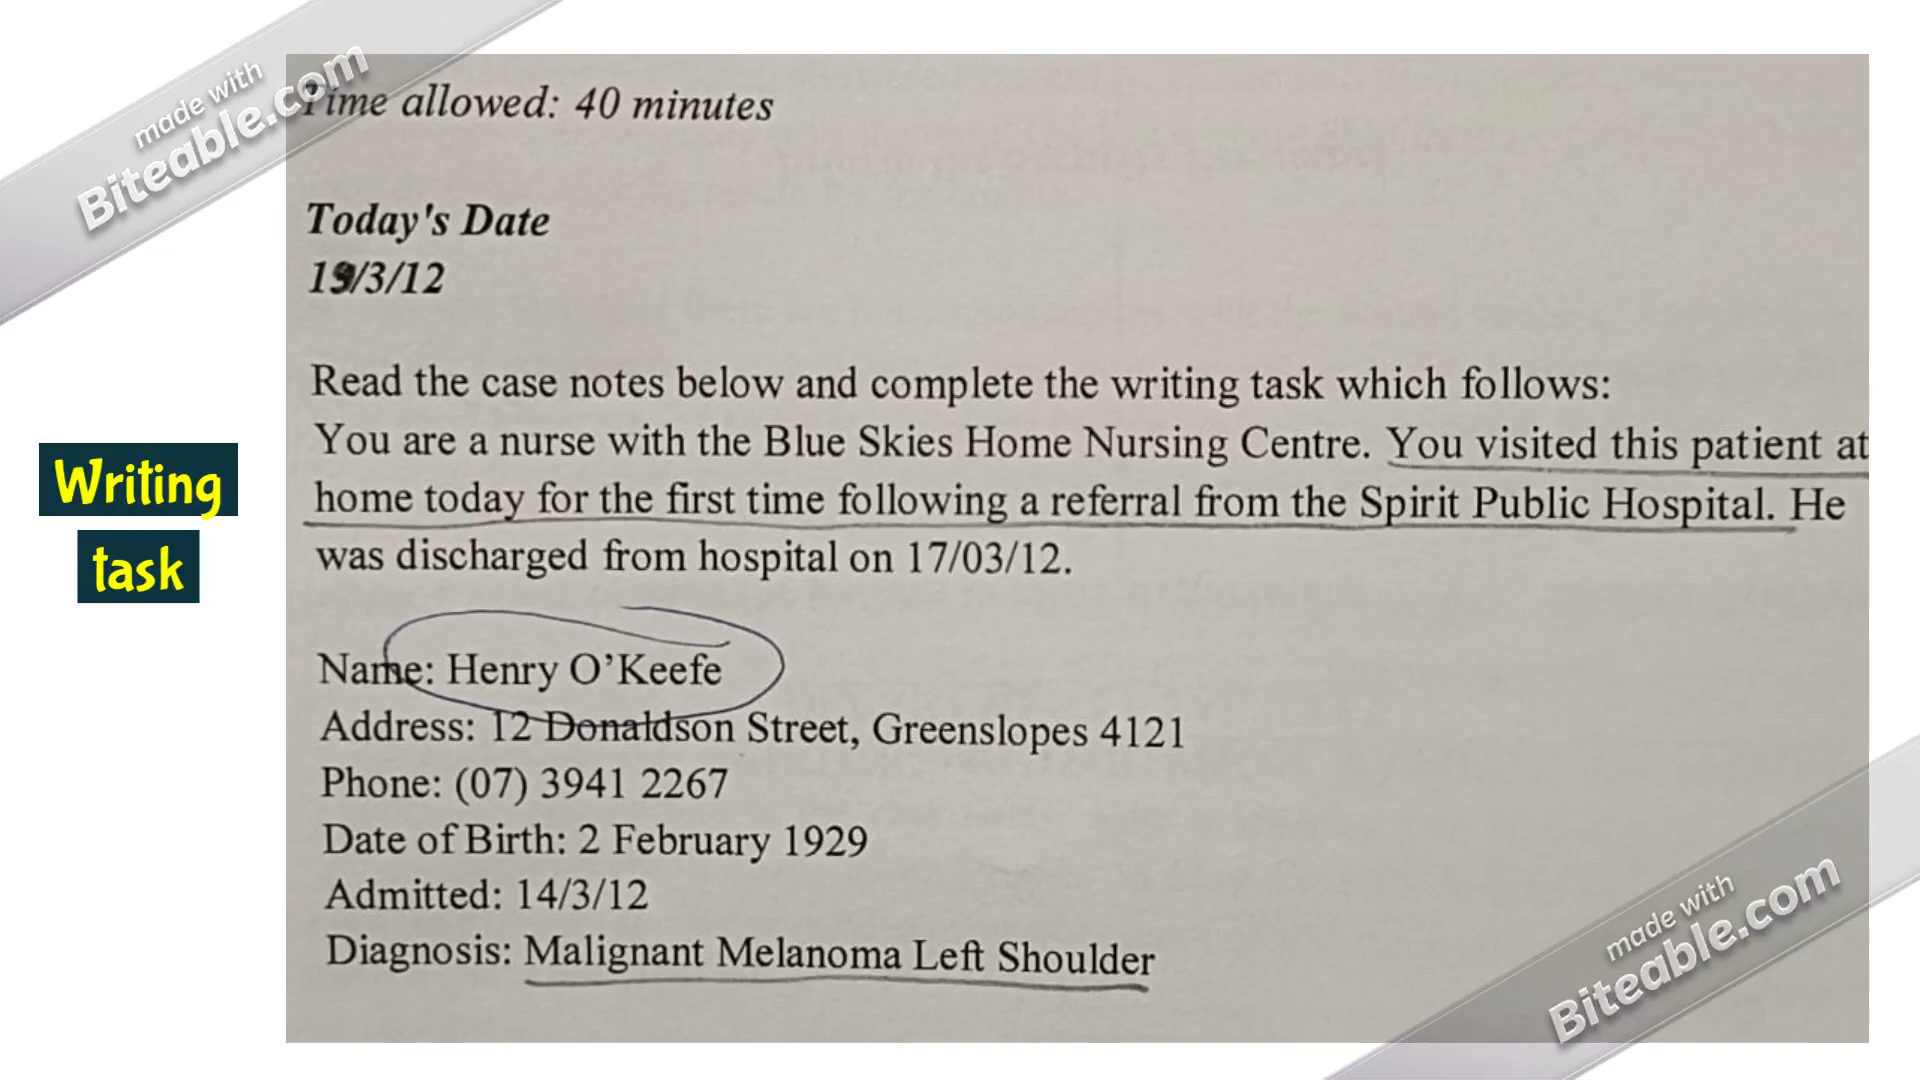 made with
Biteable.com
Time allowed: 40 minutes
Today's Date
19/3/12
Read the case notes below and complete the writing task which follows:
You are a nurse with the Blue Skies Home Nursing Centre. You visited this patient at
home today for the first time following a referral from the Spirit Public Hospital. He
was discharged from hospital on 17/03/12.
Writing
task
Name: Henry O’Keefe
Address: 12 Donaldson Street, Greenslopes 4121
Phone: (07) 3941 2267
Date of Birth: 2 February 1929
Admitted: 14/3/12
Diagnosis: Malignant Melanoma Left Shoulder
made with
Biteable.com